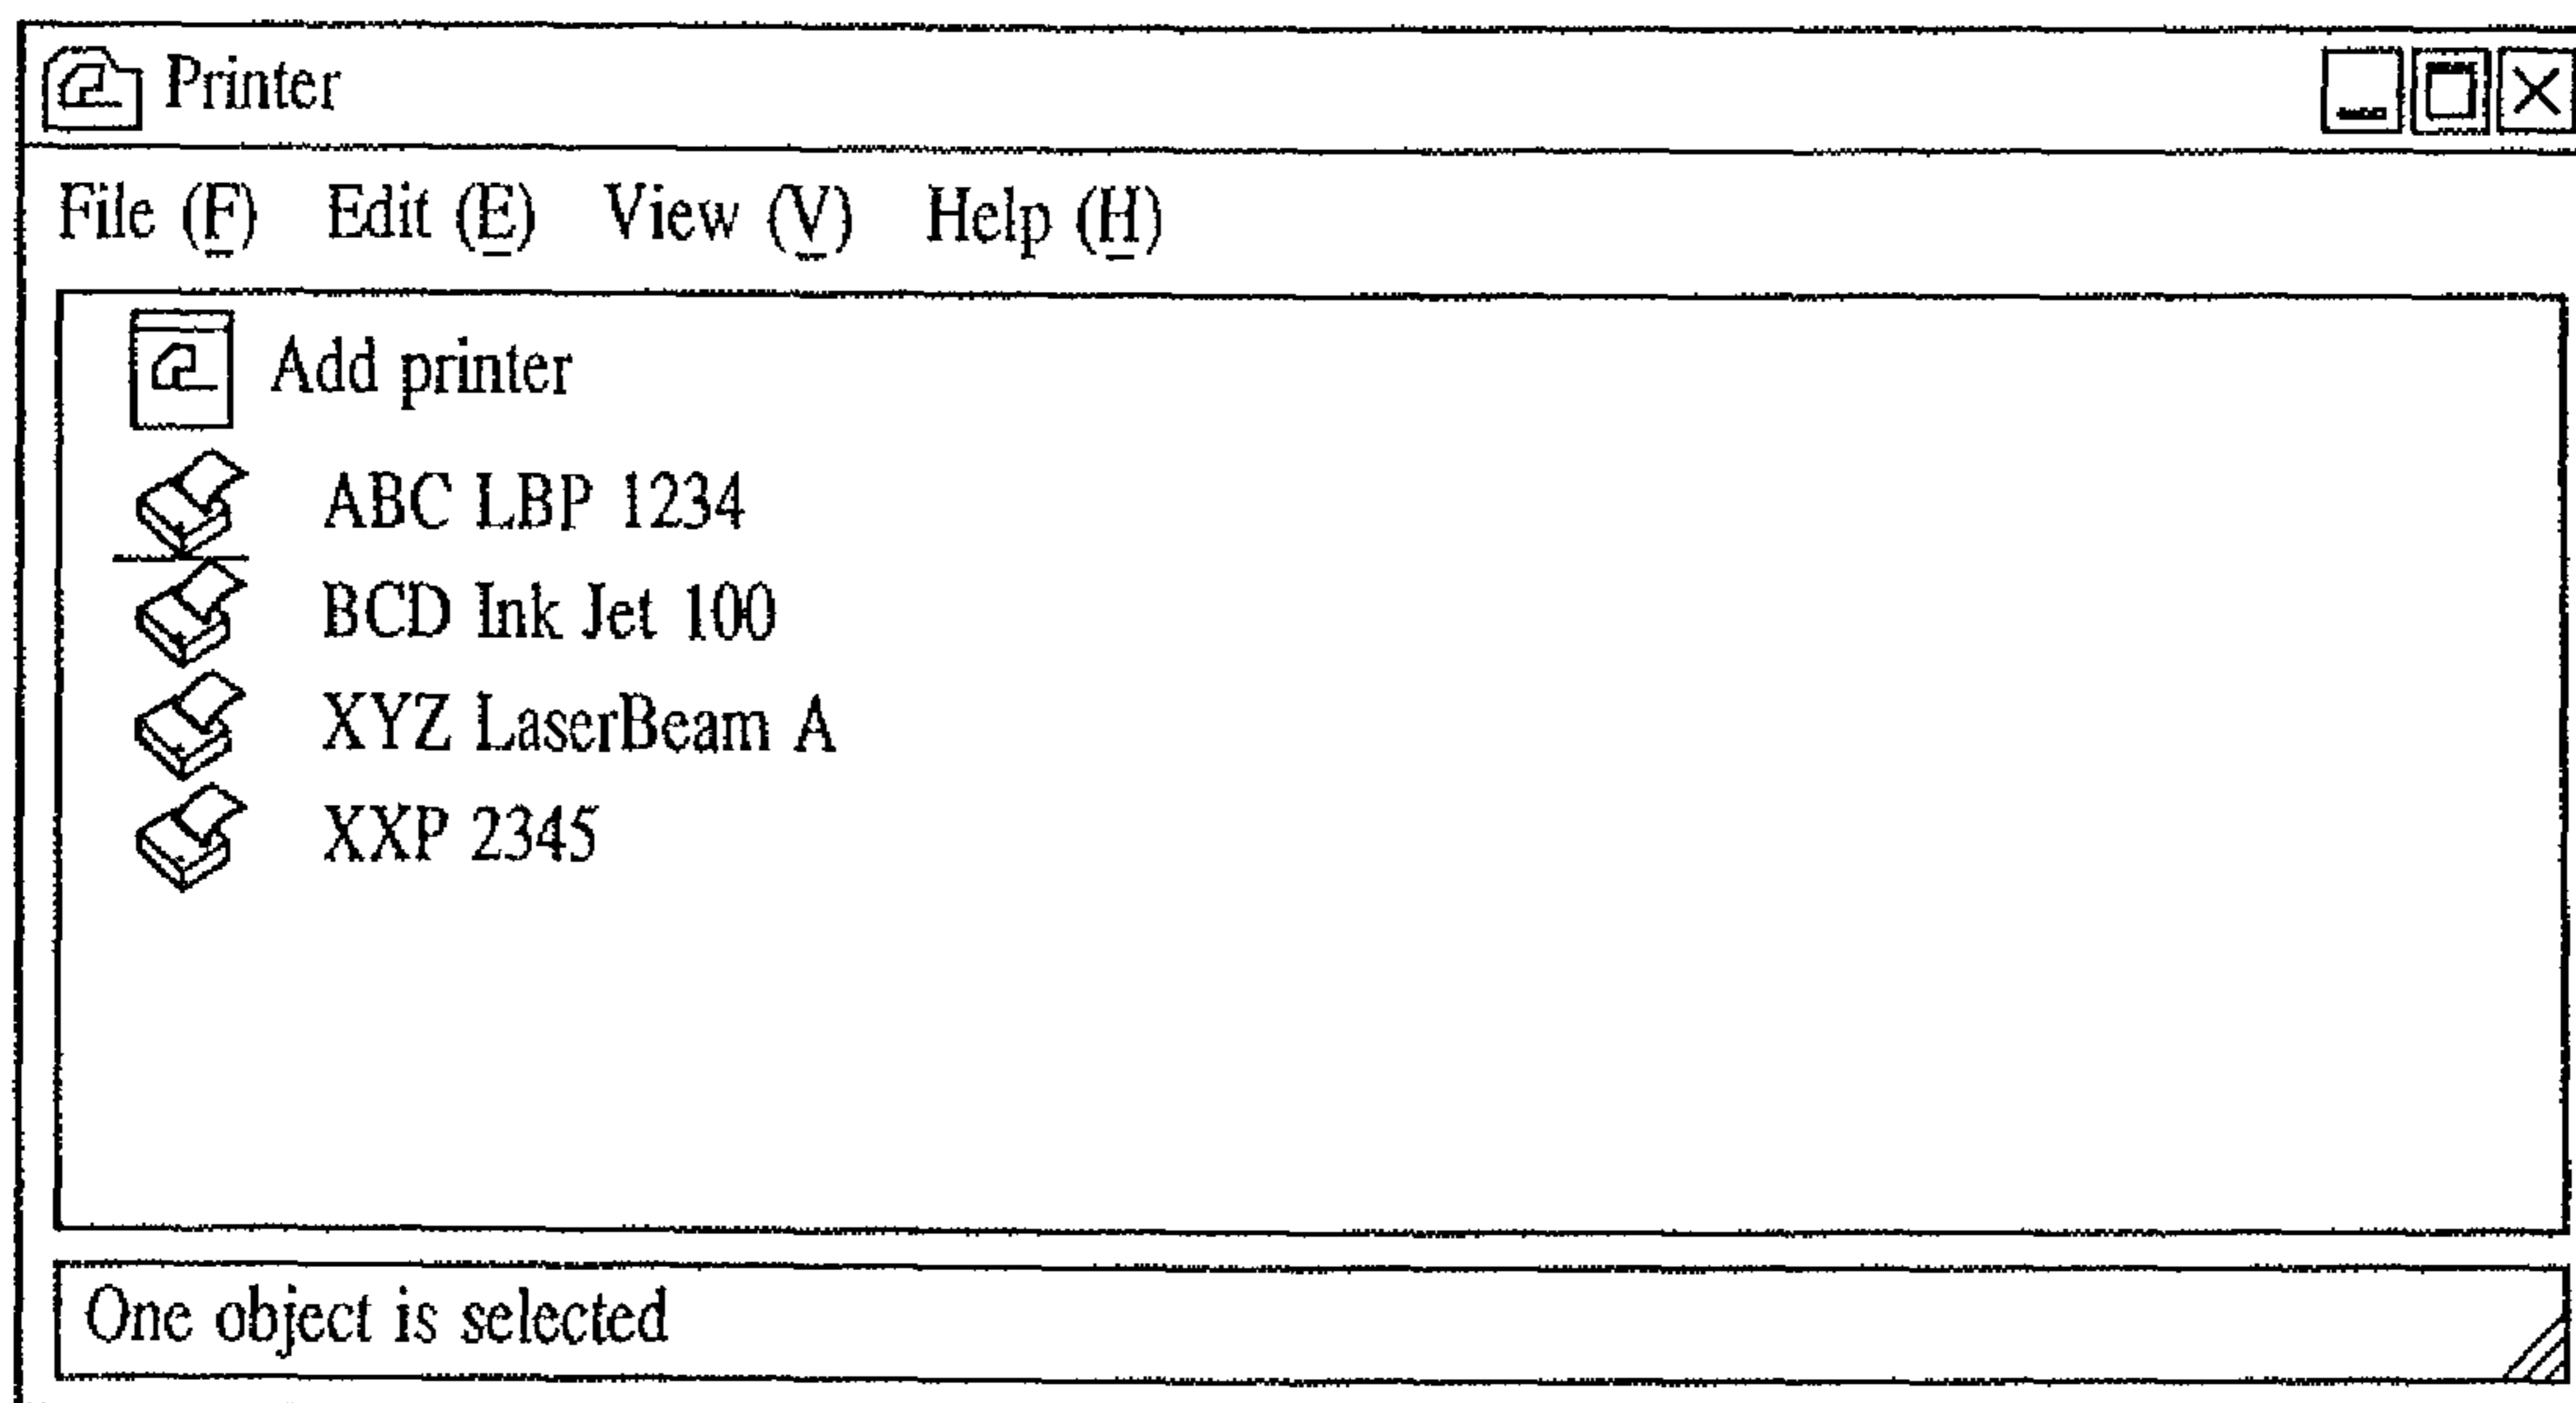 Printer
File (F) Edit (E) View (V) Help (H)
Add printer
ABC LBP 1234
BCD Ink Jet 100
XYZ LaserBeam A
XXP 2345
One object is selected